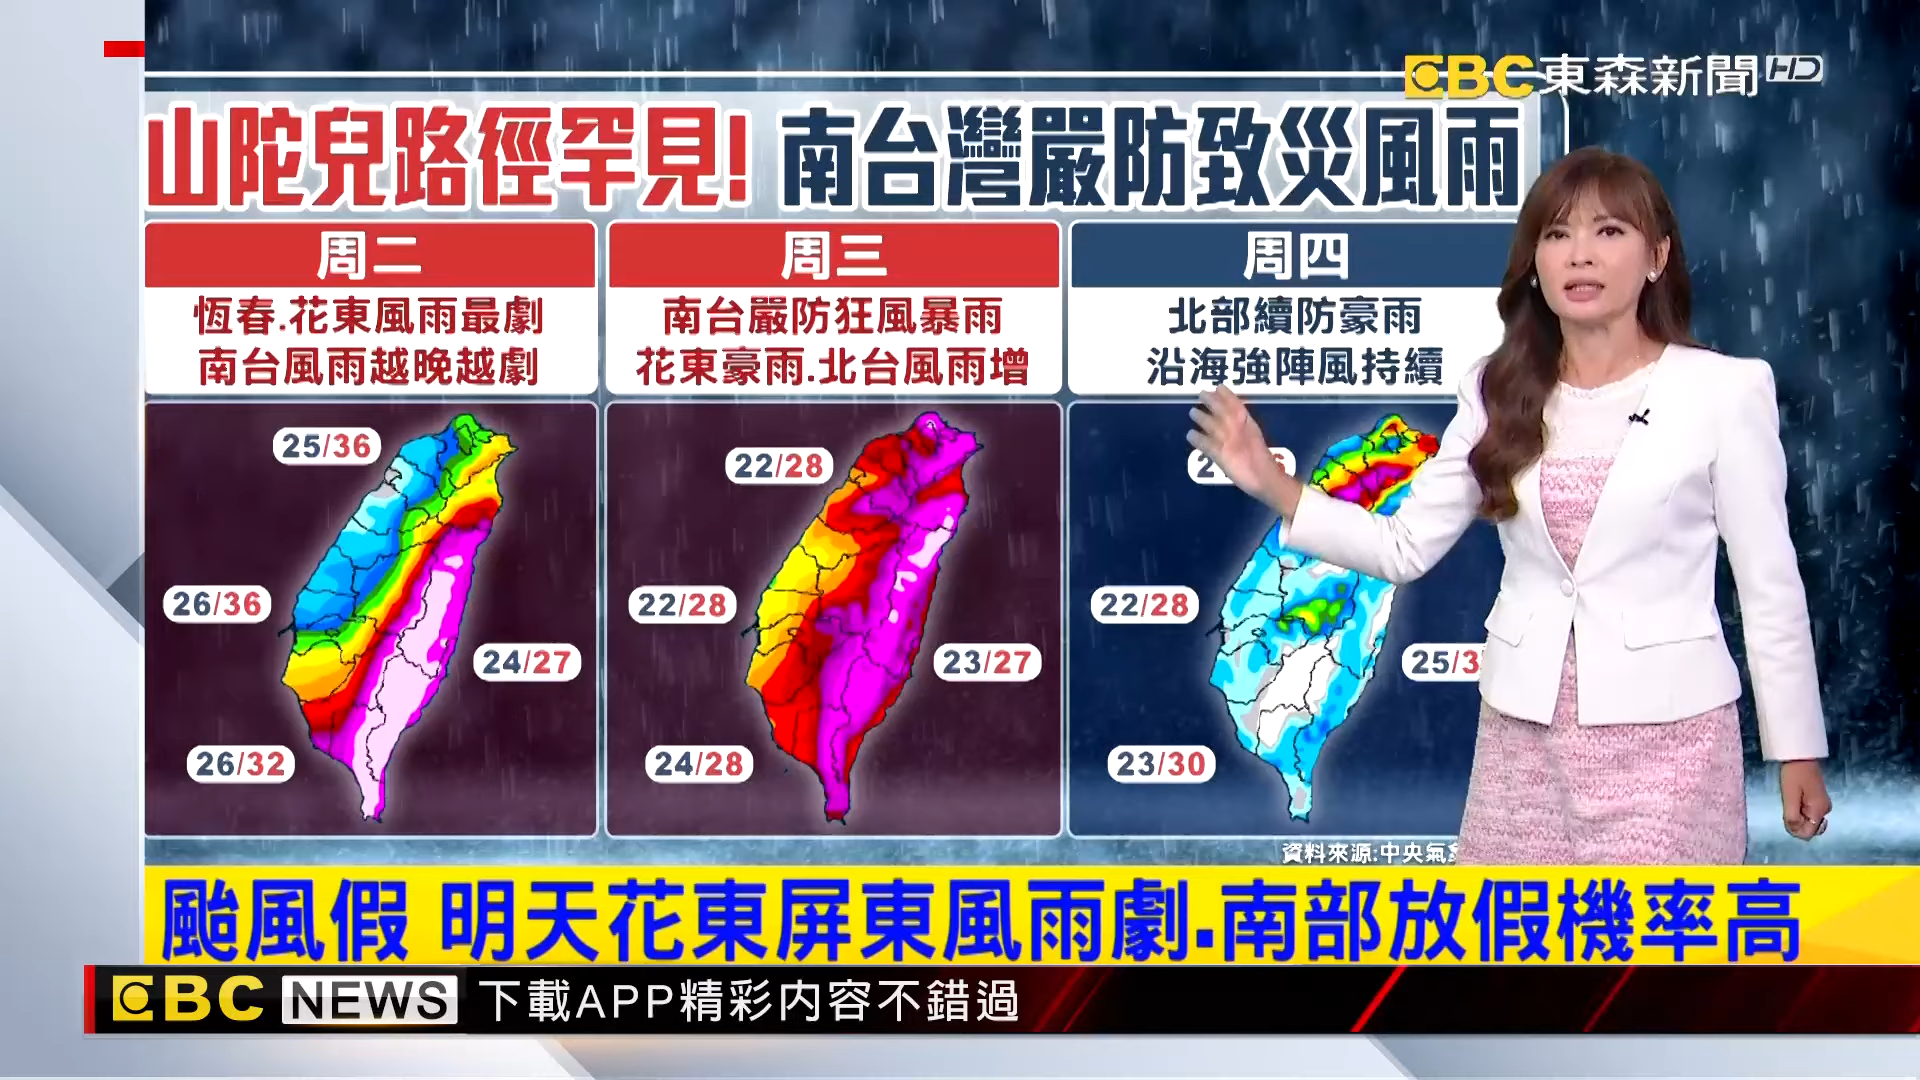 EBC東森新聞HD
山陀兒路徑罕見! 南台灣嚴防致災風雨
周二
恆春.花東風雨最劇
南台風雨越晚越劇
25/36
26/36
24/27
26/32
周三
南台嚴防狂風暴雨
花東豪雨.北台風雨增
22/28
22/28
23/27
24/28
周四
北部續防豪雨
沿海強陣風持續
22/28
25/3
23/30
資料來源:中央氣
颱風假 明天花東屏東風雨劇.南部放假機率高
EBC NEWS 下載APP精彩內容不錯過